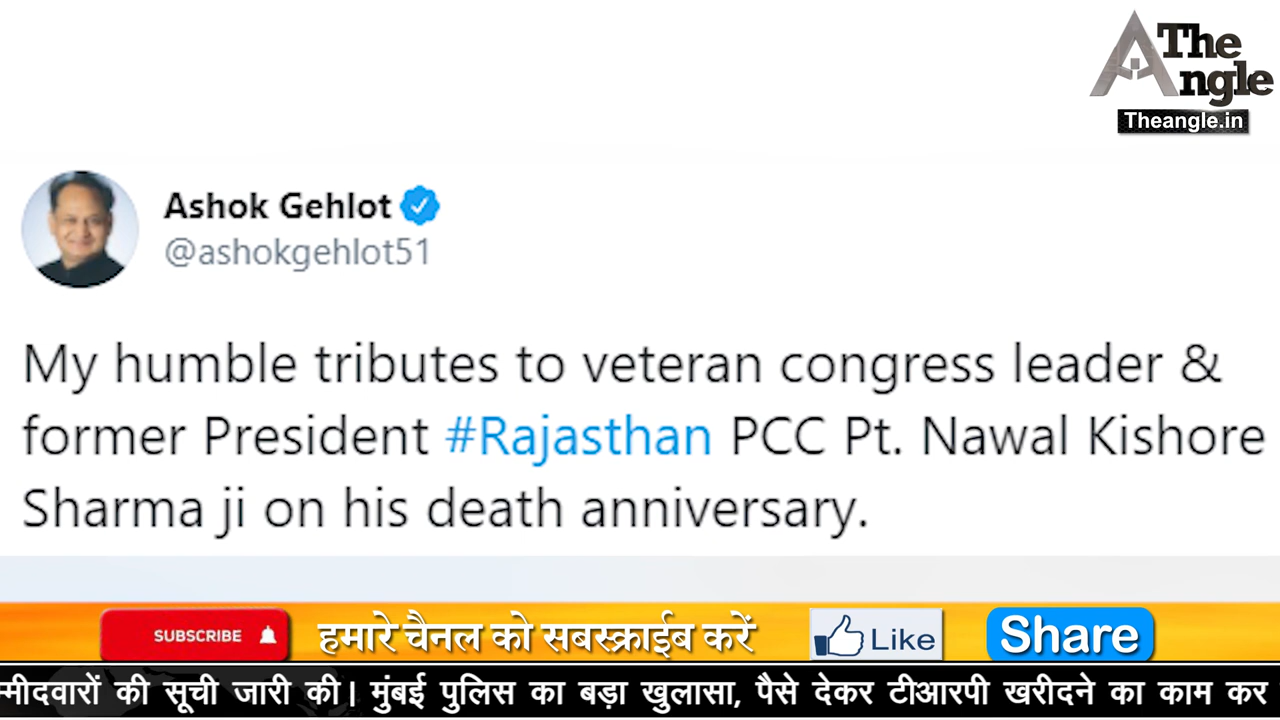 The
Angle
Theangle.in
Ashok Gehlot
@ashokgehlot51
My humble tributes to veteran congress leader &
former President #Rajasthan PCC Pt. Nawal Kishore
Sharma ji on his death anniversary.
SUBSCRIBE हमारे चैनल को सबस्क्राईब करें Like Share
म्मीदवारों की सूची जारी की। मुंबई पुलिस का बड़ा खुलासा, पैसे देकर टीआरपी खरीदने का काम कर